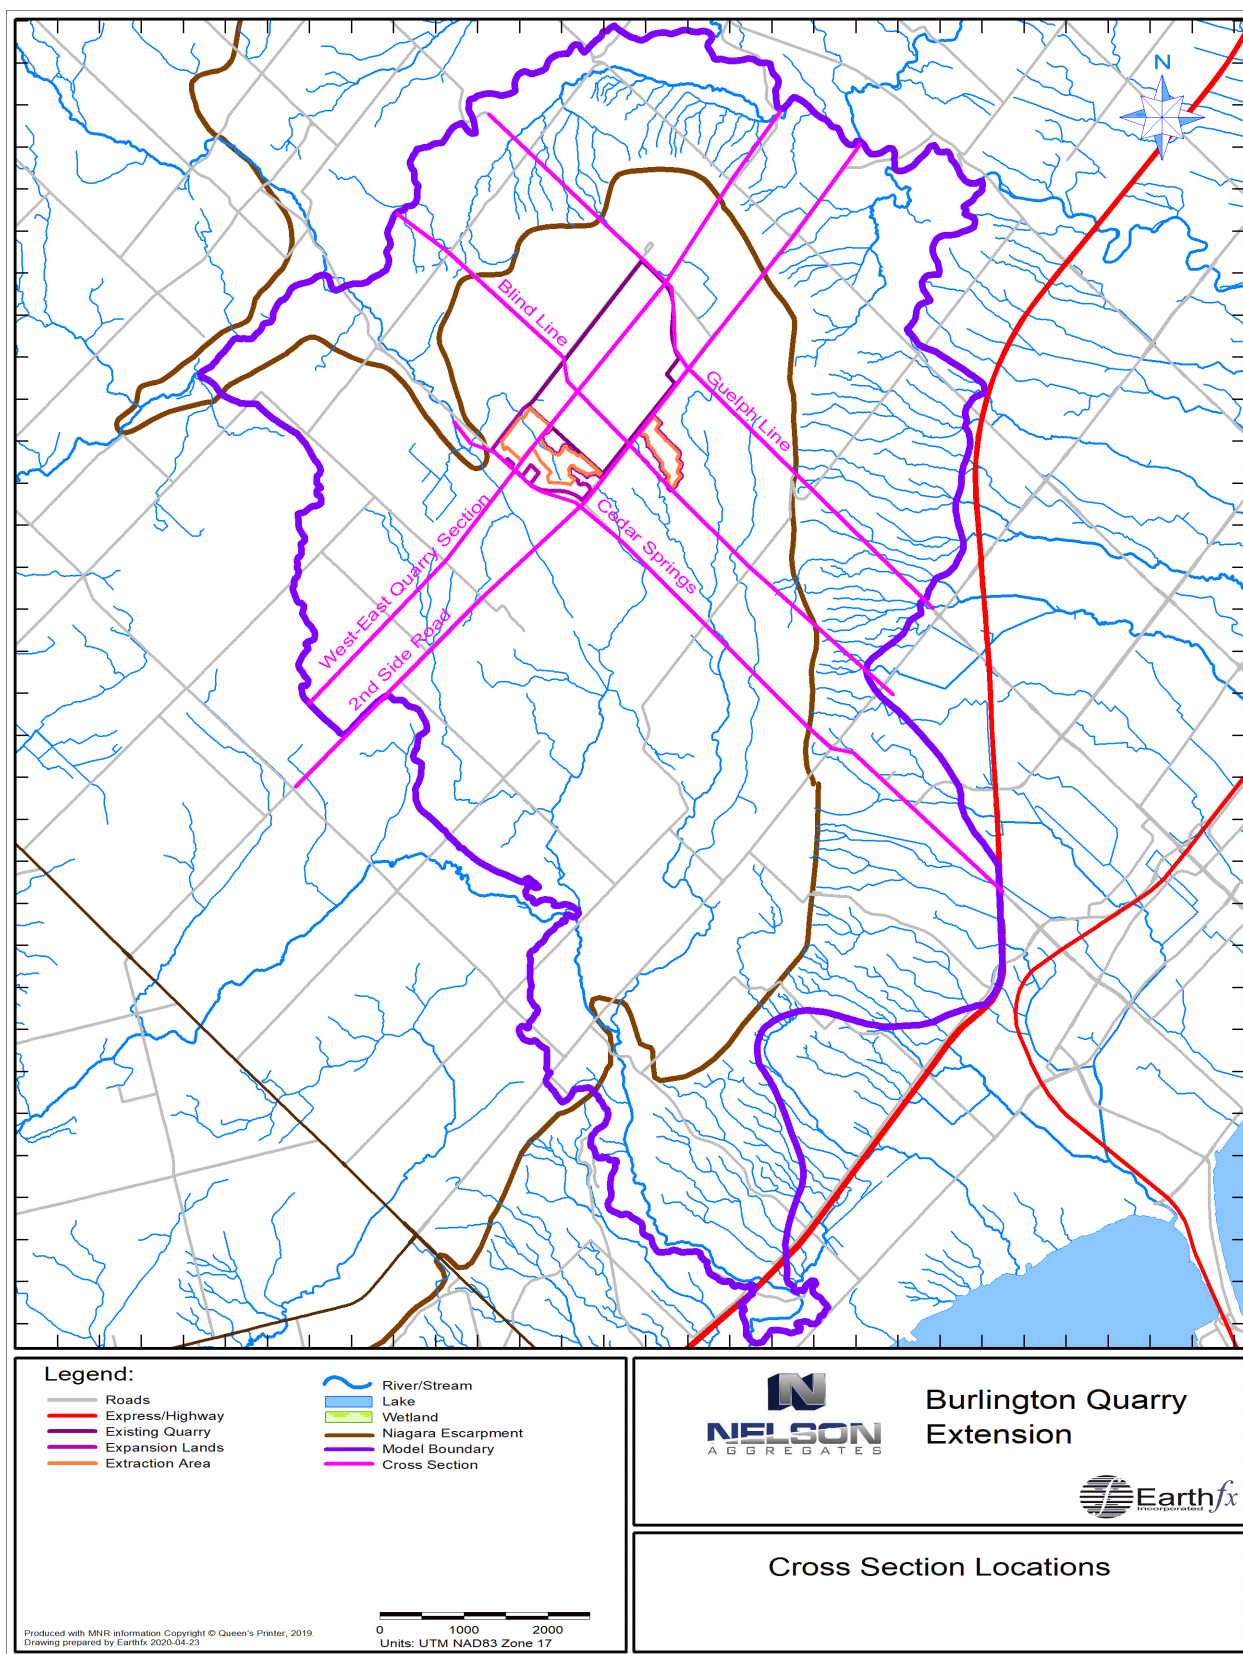 N
Blind Line
Guelph Line
West-East Quarry Section
Cedar Springs
2nd Side Road
Legend:
Roads
Express/Highway
Existing Quarry
Expansion Lands
Extraction Area
River/Stream
Lake
Wetland
Niagara Escarpment
Model Boundary
Cross Section
0 1000 2000
Units: UTM NAD83 Zone 17
Produced with MNR information Copyright © Queen's Printer, 2019.
Drawing prepared by Earthfx 2020-04-23
N
NELSON
AGGREGATES
Burlington Quarry
Extension
Earthfx
Incorporated
Cross Section Locations